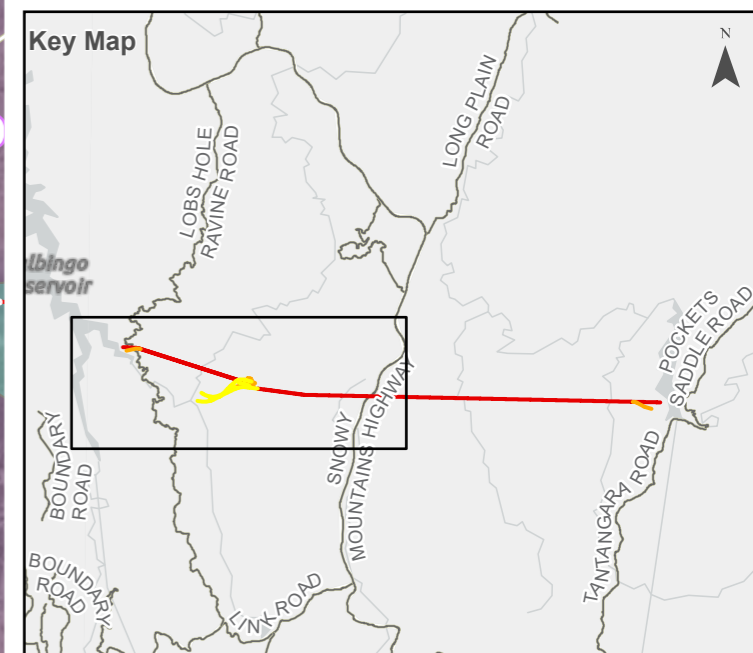 Key Map
N
LONG PLAIN
ROAD
LOBS HOLE
RAVINE ROAD
lbingo
servoir
POCKETS
SADDLE ROAD
SNOWY
MOUNTAINS HIGHWAY
BOUNDARY
ROAD
TANTANGARA ROAD
BOUNDARY
ROAD
LINK ROAD